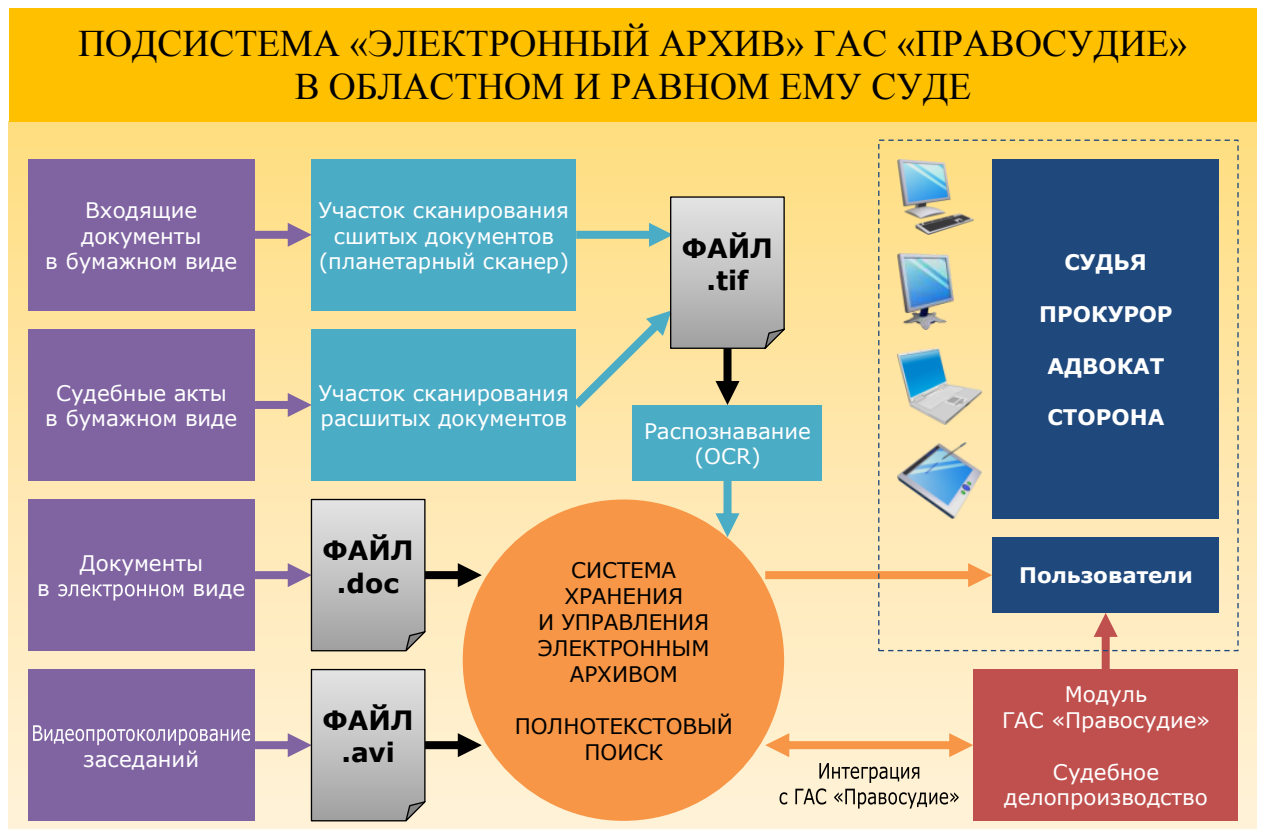 ПОДСИСТЕМА «ЭЛЕКТРОННЫЙ АРХИВ» ГАС «ПРАВОСУДИЕ»
В ОБЛАСТНОМ И РАВНОМ ЕМУ СУДЕ
Входящие
документы
в бумажном виде
Участок сканирования
сшитых документов
(планетарный сканер)
ФАЙЛ
.tif
СУДЬЯ
ПРОКУРОР
АДВОКАТ
СТОРОНА
Судебные акты
в бумажном виде
Участок сканирования
расшитых документов
Распознавание
(OCR)
Документы
в электронном виде
ФАЙЛ
.doc
СИСТЕМА
ХРАНЕНИЯ
И УПРАВЛЕНИЯ
ЭЛЕКТРОННЫМ
АРХИВОМ
ПОЛНОТЕКСТОВЫЙ
ПОИСК
Пользователи
Видеопротоколирование
заседаний
ФАЙЛ
.avi
Интеграция
с ГАС «Правосудие»
Модуль
ГАС «Правосудие»
Судебное
делопроизводство